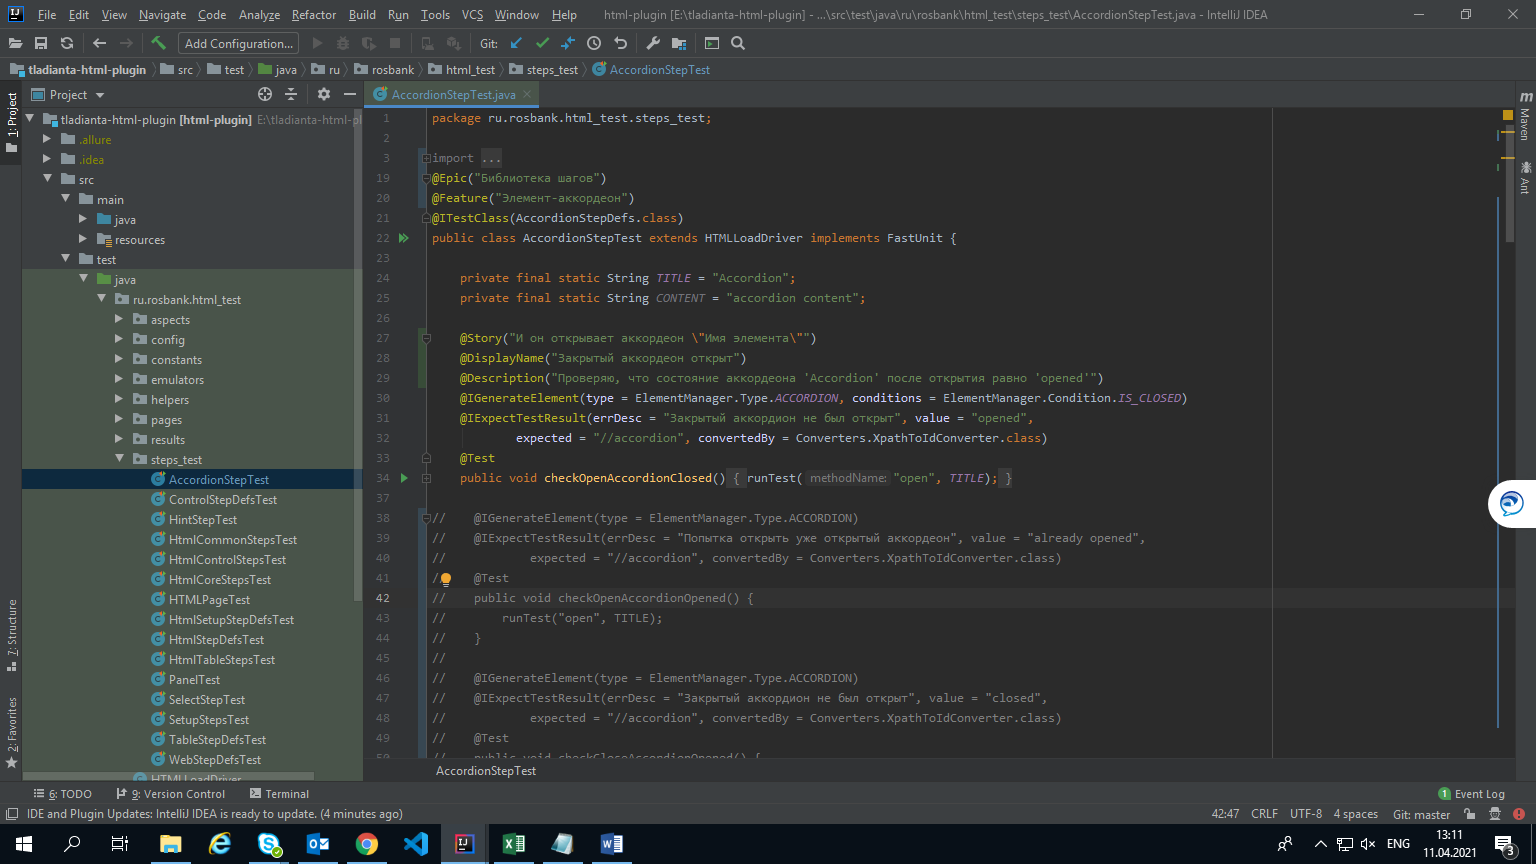 File Edit View Navigate Code Analyze Refactor Build Run Tools VCS Window Help html-plugin [E:\tladianta-html-plugin] - ...\src\test\java\ru\rosbank\html_test\steps_test\AccordionStepTest.java - IntelliJ IDEA
Add Configuration... Git:
tladianta-html-plugin src test java ru rosbank html_test steps_test AccordionStepTest
Project
AccordionStepTest.java
1: Project
7: Structure
2: Favorites
tladianta-html-plugin [html-plugin] E:\tladianta-html-pl
.allure
.idea
src
main
java
resources
test
java
ru.rosbank.html_test
aspects
config
constants
emulators
helpers
pages
results
steps_test
AccordionStepTest
ControlStepDefsTest
HintStepTest
HtmlCommonStepsTest
HtmlControlStepsTest
HtmlCoreStepsTest
HTMLPageTest
HtmlSetupStepDefsTest
HtmlStepDefsTest
HtmlTableStepsTest
PanelTest
SelectStepTest
SetupStepsTest
TableStepDefsTest
WebStepDefsTest
HTMLLoadDriver
1 package ru.rosbank.html_test.steps_test;
2
3 import ...
19 @Epic("Библиотека шагов")
20 @Feature("Элемент-аккордеон")
21 @ITestClass(AccordionStepDefs.class)
22 public class AccordionStepTest extends HTMLLoadDriver implements FastUnit {
23
24 private final static String TITLE = "Accordion";
25 private final static String CONTENT = "accordion content";
26
27 @Story("И он открывает аккордеон \"Имя элемента\"")
28 @DisplayName("Закрытый аккордеон открыт")
29 @Description("Проверяю, что состояние аккордеона 'Accordion' после открытия равно 'opened'")
30 @IGenerateElement(type = ElementManager.Type.ACCORDION, conditions = ElementManager.Condition.IS_CLOSED)
31 @IExpectTestResult(errDesc = "Закрытый аккордион не был открыт", value = "opened",
32 expected = "//accordion", convertedBy = Converters.XpathToIdConverter.class)
33 @Test
34 public void checkOpenAccordionClosed() { runTest( methodName: "open", TITLE); }
37
38 // @IGenerateElement(type = ElementManager.Type.ACCORDION)
39 // @IExpectTestResult(errDesc = "Попытка открыть уже открытый аккордеон", value = "already opened",
40 // expected = "//accordion", convertedBy = Converters.XpathToIdConverter.class)
41 / @Test
42 // public void checkOpenAccordionOpened() {
43 // runTest("open", TITLE);
44 // }
45 //
46 // @IGenerateElement(type = ElementManager.Type.ACCORDION)
47 // @IExpectTestResult(errDesc = "Закрытый аккордион не был открыт", value = "closed",
48 // expected = "//accordion", convertedBy = Converters.XpathToIdConverter.class)
49 // @Test
50 // public void checkCloseAccordionOpened() {
AccordionStepTest
m Maven
Ant
6: TODO 9: Version Control Terminal 1 Event Log
IDE and Plugin Updates: IntelliJ IDEA is ready to update. (4 minutes ago) 42:47 CRLF UTF-8 4 spaces Git: master
ENG 13:11
11.04.2021
3